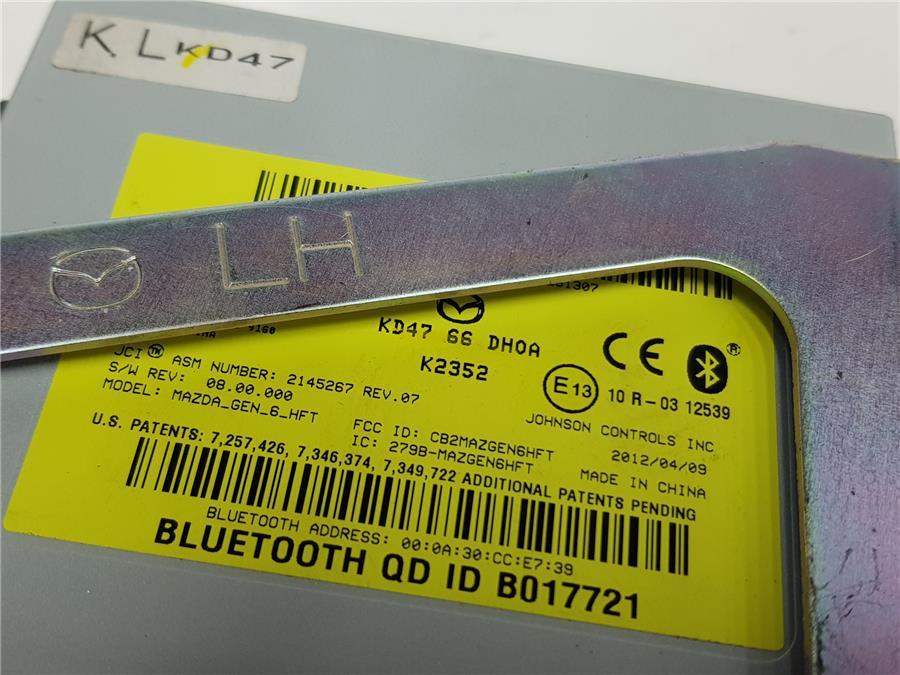 K L KD47
LH
161307
9160
KD47 66 DH0A
K2352
JCI TM ASM NUMBER: 2145267 REV.07
S/W REV: 08.00.000
MODEL: MAZDA_GEN_6_HFT
CE
E13
10 R-03 12539
JOHNSON CONTROLS INC
FCC ID: CB2MAZGEN6HFT
2012/04/09
IC: 279B-MAZGEN6HFT
MADE IN CHINA
U.S. PATENTS: 7,257,426, 7,346,374, 7,349,722 ADDITIONAL PATENTS PENDING
BLUETOOTH ADDRESS: 00:0A:30:CC:E7:39
BLUETOOTH QD ID B017721